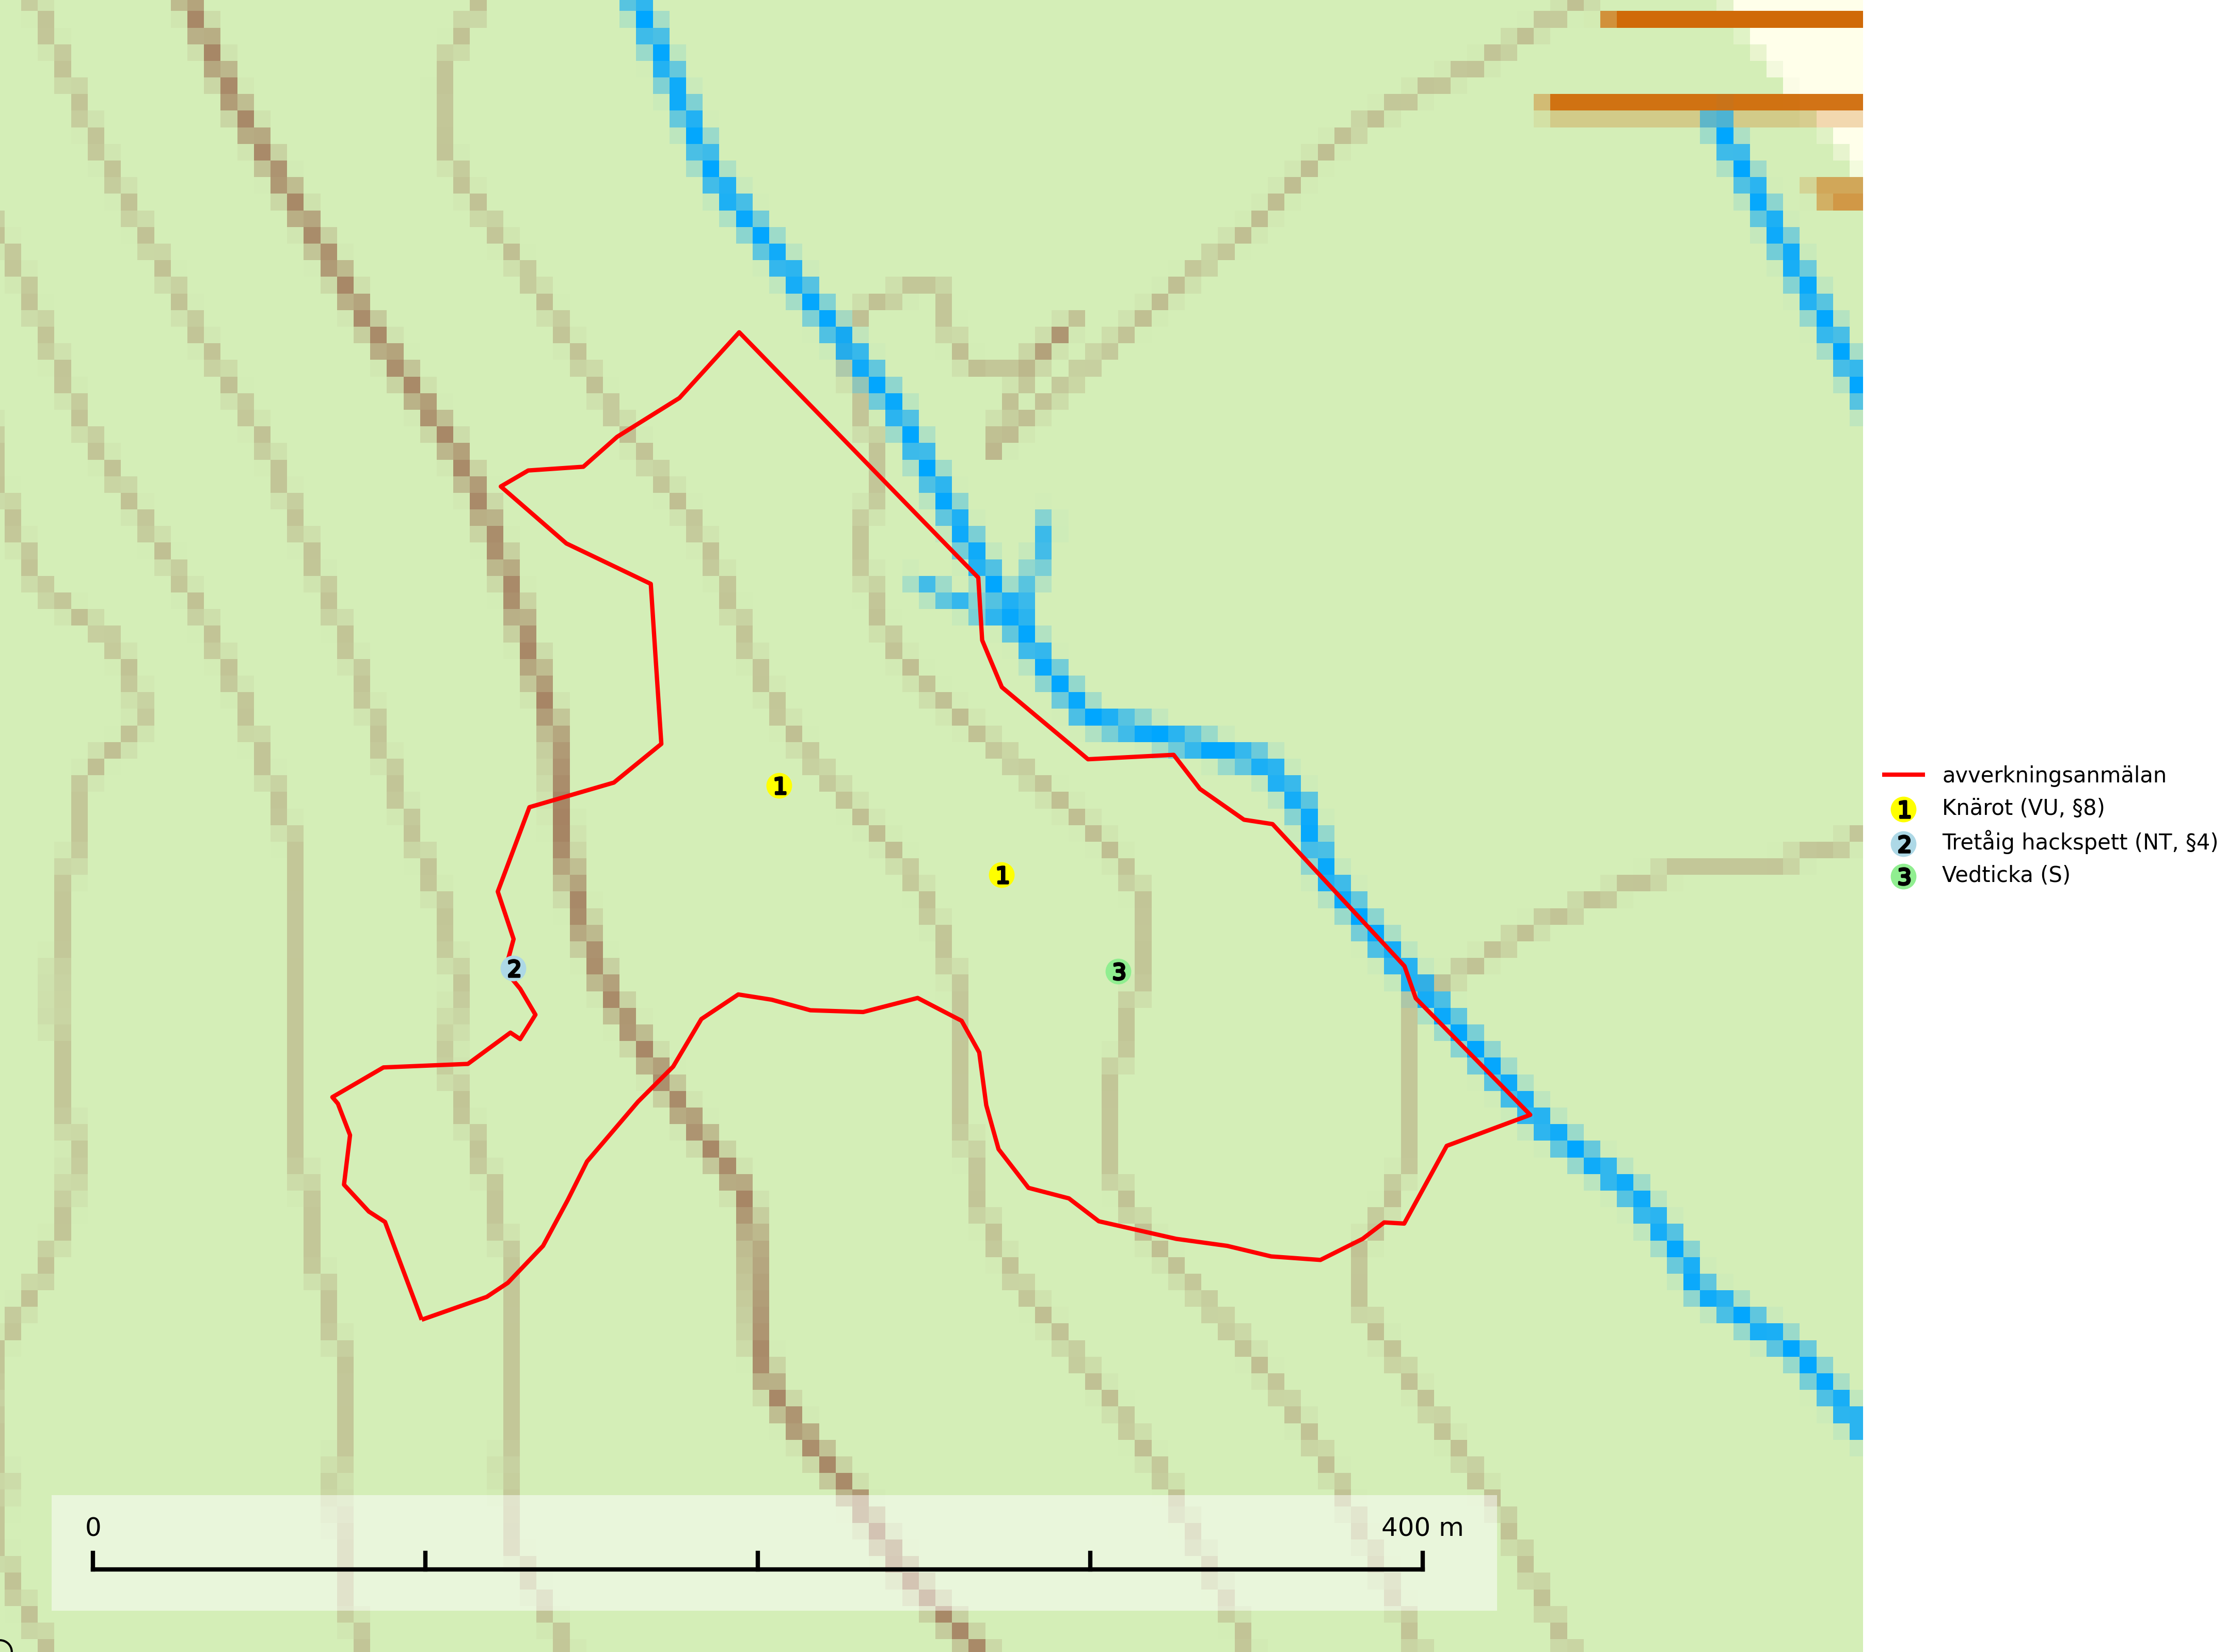 1
1
2
3
avverkningsanmälan
1 Knärot (VU, §8)
2 Tretåig hackspett (NT, §4)
3 Vedticka (S)
0 400 m